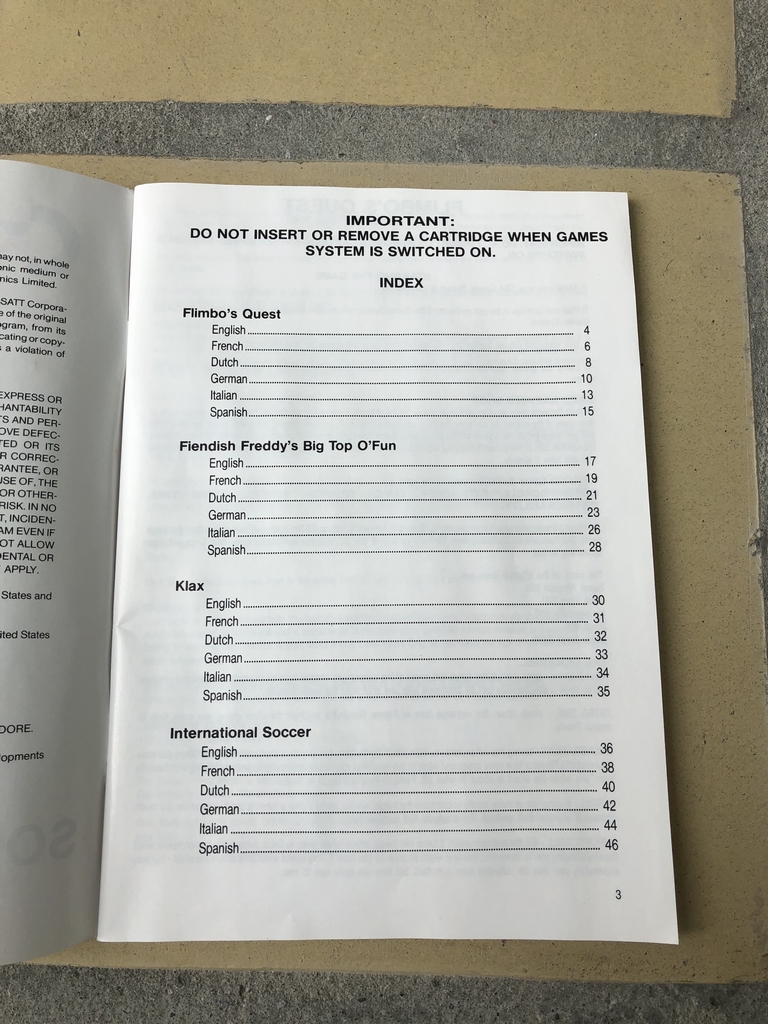 may not, in whole
onic medium or
nics Limited.
SATT Corpora-
e of the original
ogram, from its
cating or copy-
s a violation of
EXPRESS OR
HANTABILITY
TS AND PER-
OVE DEFEC-
TED OR ITS
R CORREC-
RANTEE, OR
USE OF, THE
OR OTHER-
RISK. IN NO
T, INCIDEN-
AM EVEN IF
OT ALLOW
DENTAL OR
APPLY.
States and
ited States
DORE.
lopments
IMPORTANT:
DO NOT INSERT OR REMOVE A CARTRIDGE WHEN GAMES
SYSTEM IS SWITCHED ON.
INDEX
Flimbo's Quest
English 4
French 6
Dutch 8
German 10
Italian 13
Spanish 15
Fiendish Freddy's Big Top O'Fun
English 17
French 19
Dutch 21
German 23
Italian 26
Spanish 28
Klax
English 30
French 31
Dutch 32
German 33
Italian 34
Spanish 35
International Soccer
English 36
French 38
Dutch 40
German 42
Italian 44
Spanish 46
3